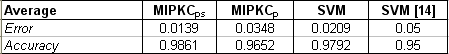 Average MIPKCps MIPKCp SVM SVM [14]
Error 0.0139 0.0348 0.0209 0.05
Accuracy 0.9861 0.9652 0.9792 0.95